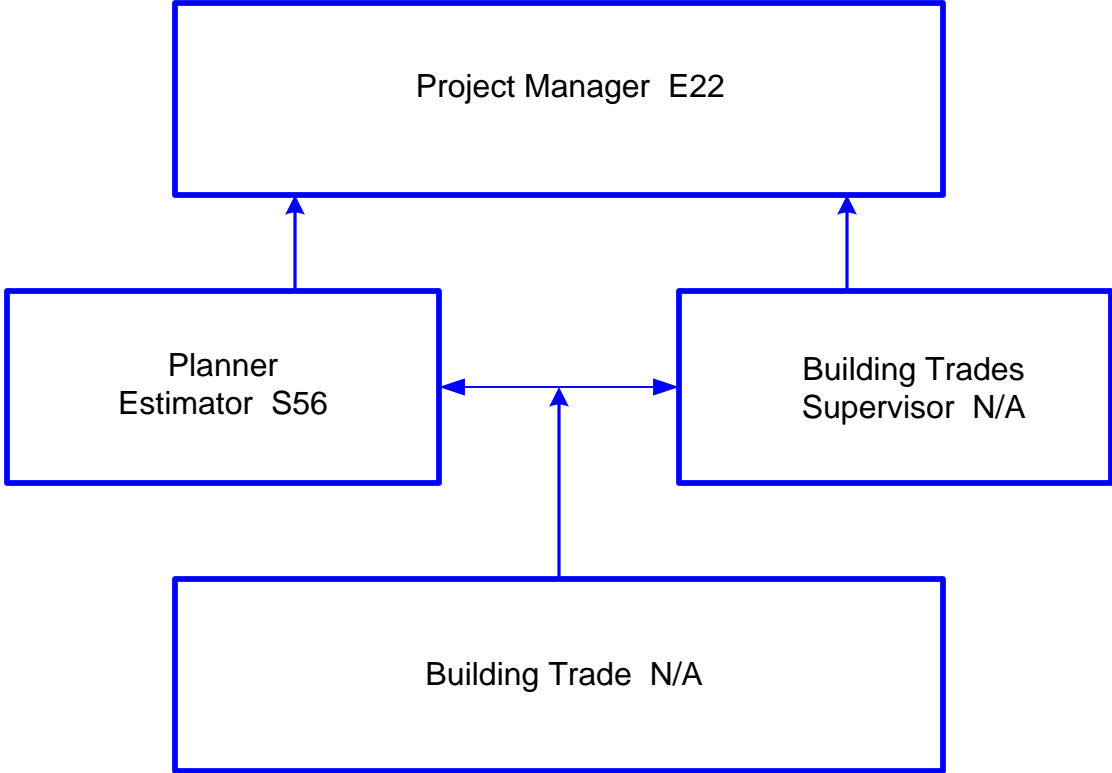 Project Manager  E22
Planner
Estimator  S56
Building Trades
Supervisor  N/A
Building Trade  N/A